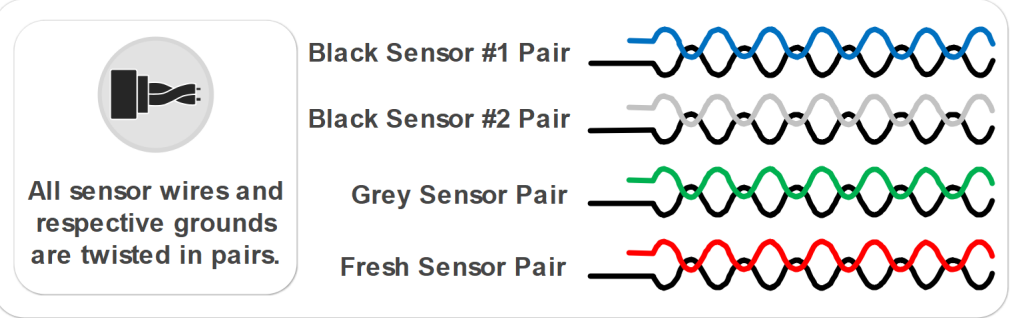 All sensor wires and
respective grounds
are twisted in pairs.
Black Sensor #1 Pair
Black Sensor #2 Pair
Grey Sensor Pair
Fresh Sensor Pair